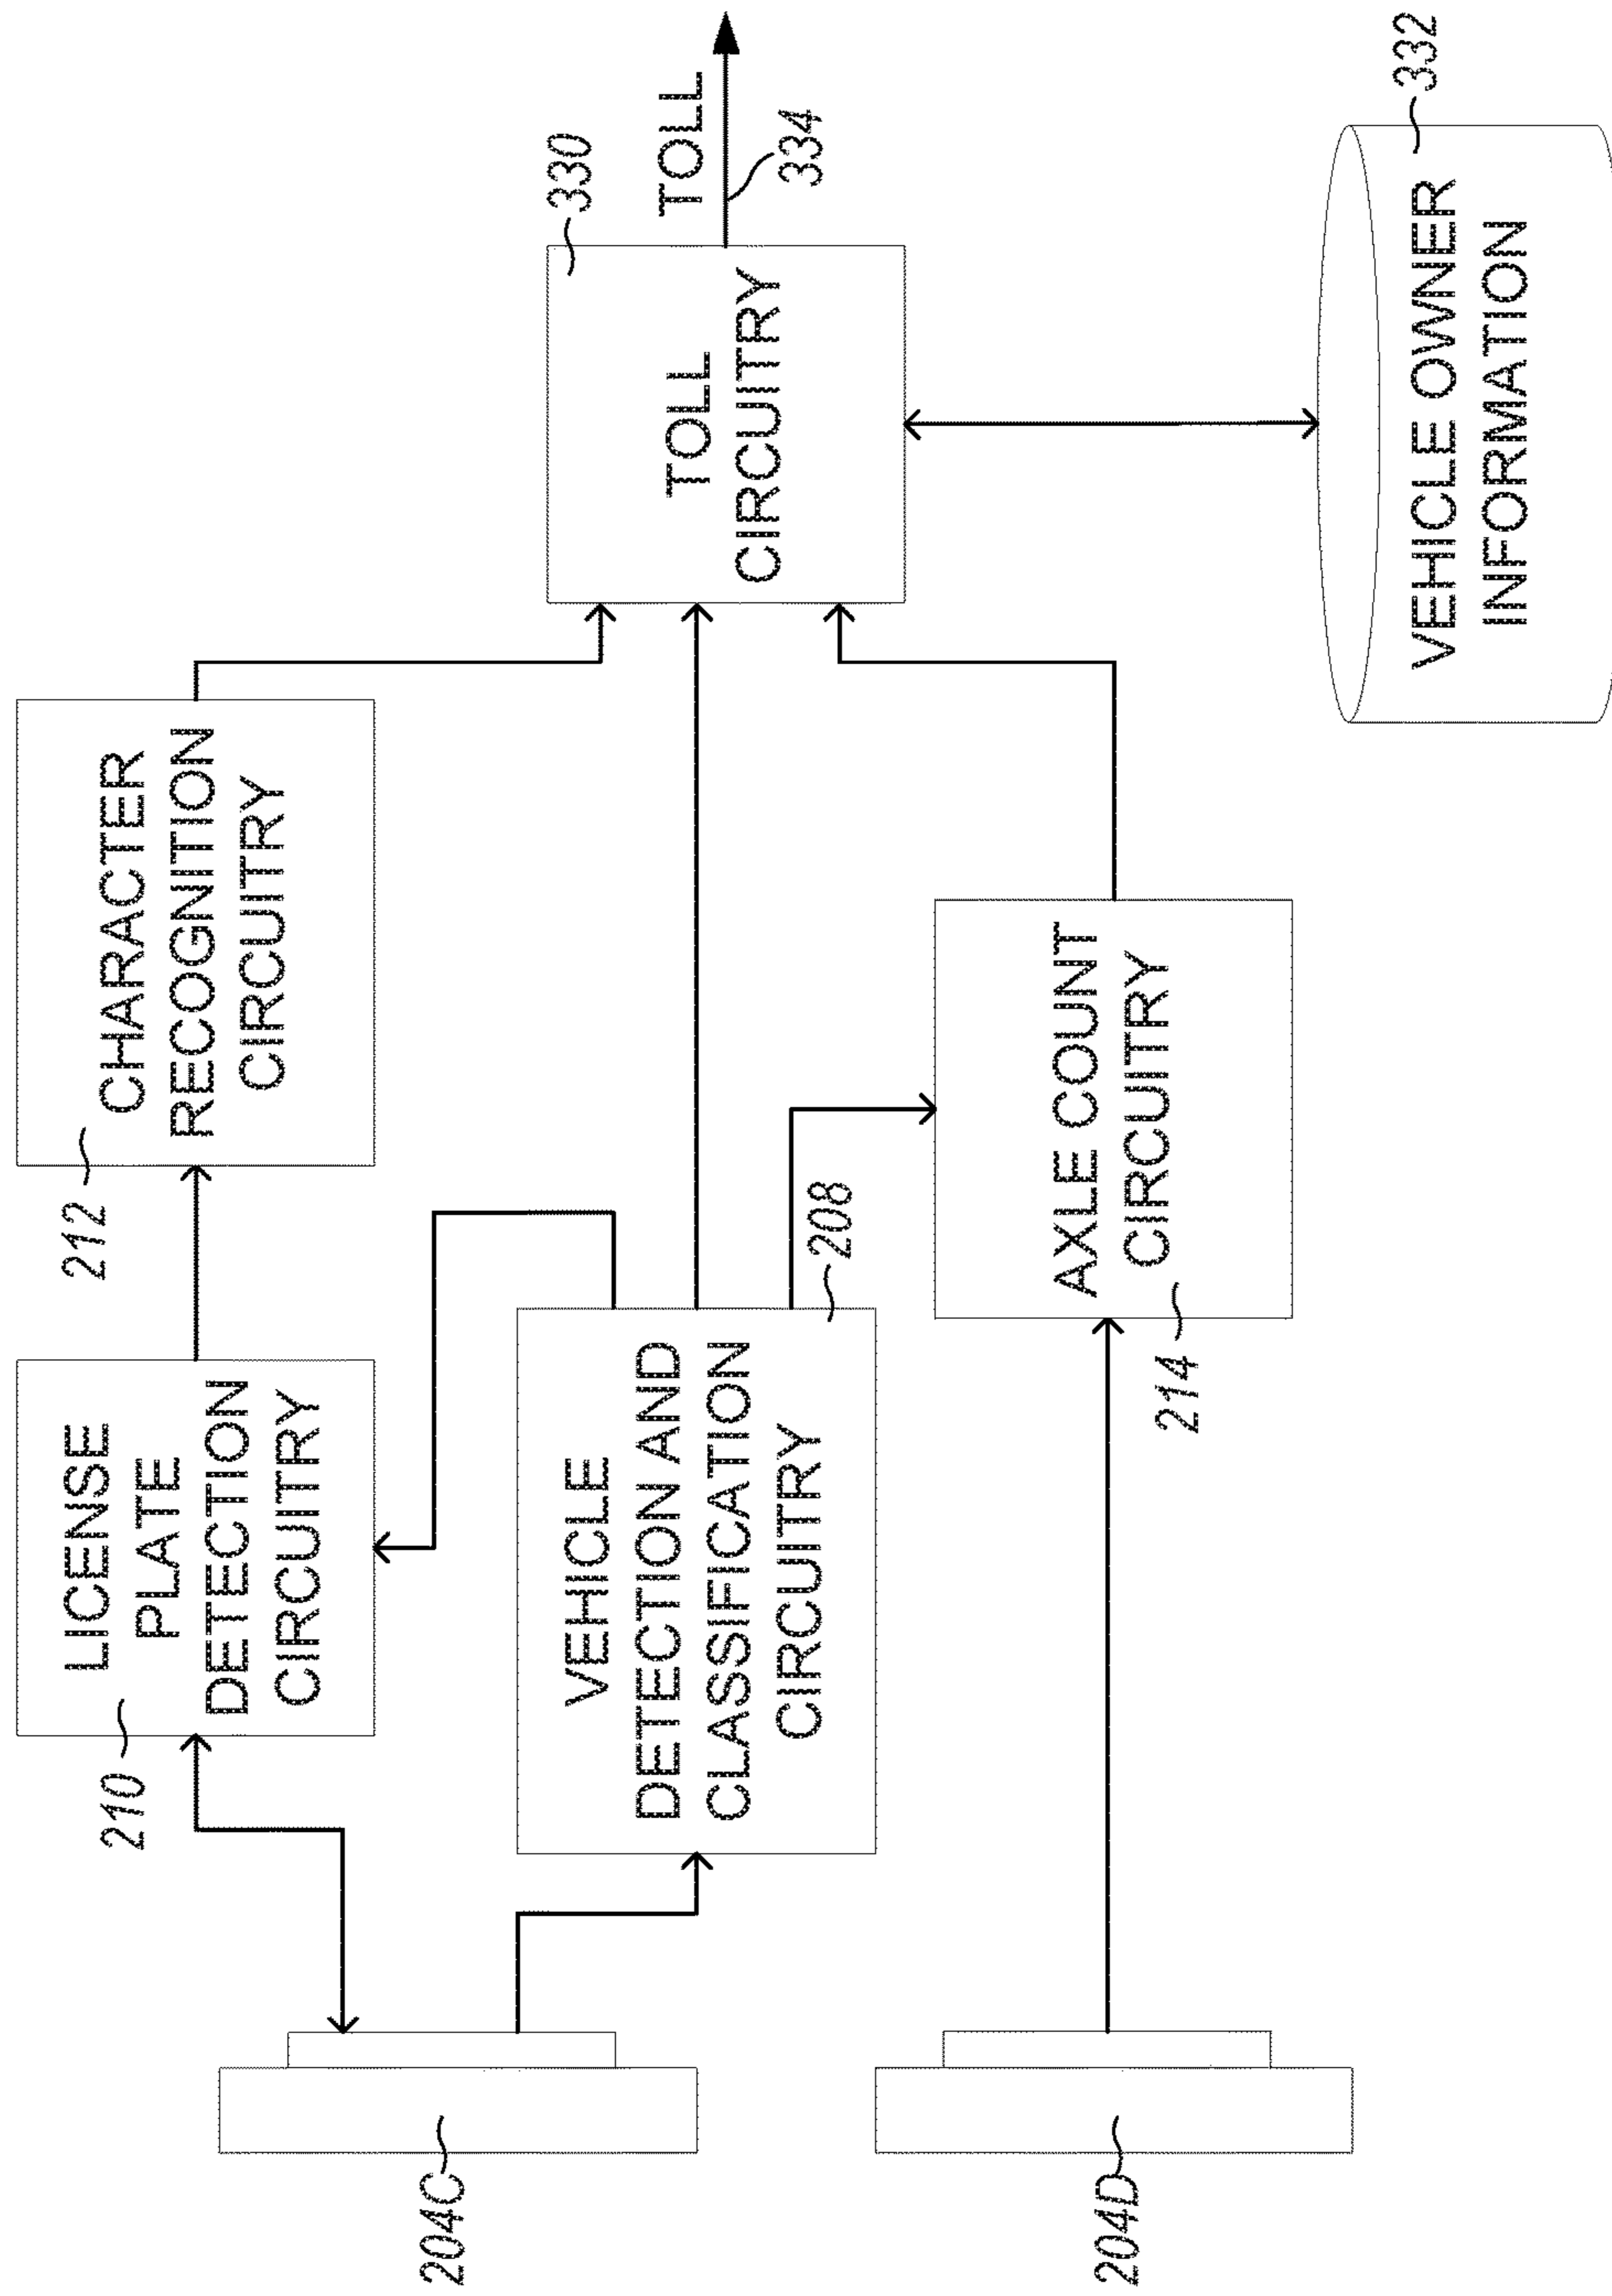 210
LICENSE
PLATE
DETECTION
CIRCUITRY
212
CHARACTER
RECOGNITION
CIRCUITRY
204C
VEHICLE
DETECTION AND
CLASSIFICATION
CIRCUITRY
208
330
TOLL
CIRCUITRY
TOLL
334
204D
214
AXLE COUNT
CIRCUITRY
332
VEHICLE OWNER
INFORMATION